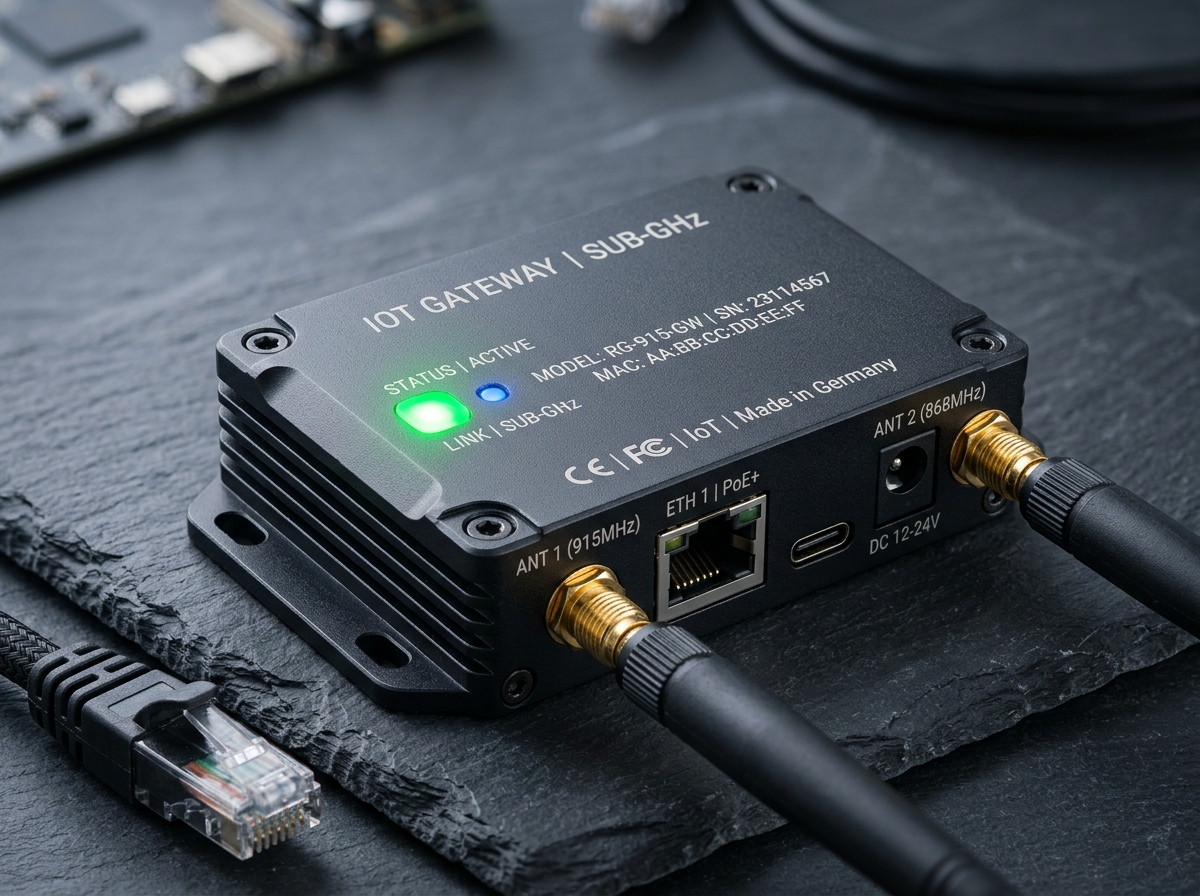 IOT GATEWAY | SUB-GHz
STATUS | ACTIVE
MODEL: RG-915-GW | SN: 23114567
MAC: AA:BB:CC:DD:EE:FF
LINK | SUB-GHz
CE | FC | IoT | Made in Germany
ANT 1 (915MHz)
ETH 1 | PoE+
DC 12-24V
ANT 2 (868MHz)